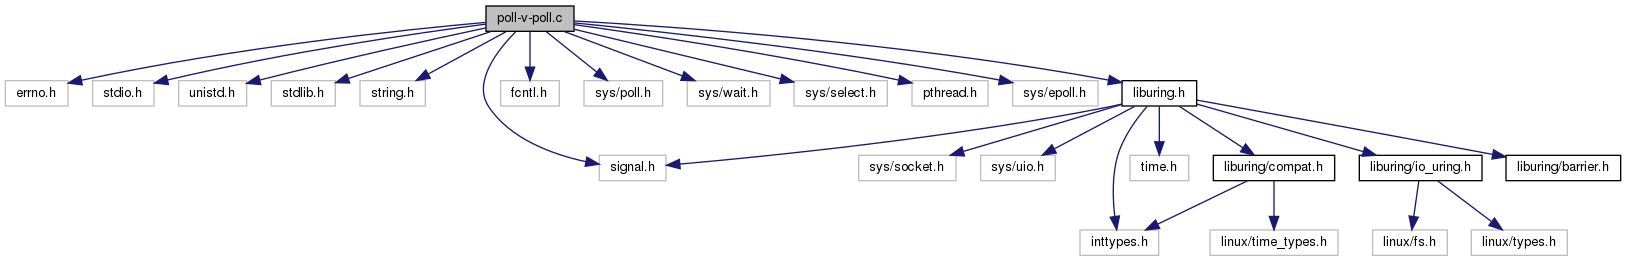 poll-v-poll.c
errno.h
stdio.h
unistd.h
stdlib.h
string.h
fcntl.h
sys/poll.h
sys/wait.h
sys/select.h
pthread.h
sys/epoll.h
liburing.h
signal.h
sys/socket.h
sys/uio.h
time.h
liburing/compat.h
liburing/io_uring.h
liburing/barrier.h
inttypes.h
linux/time_types.h
linux/fs.h
linux/types.h